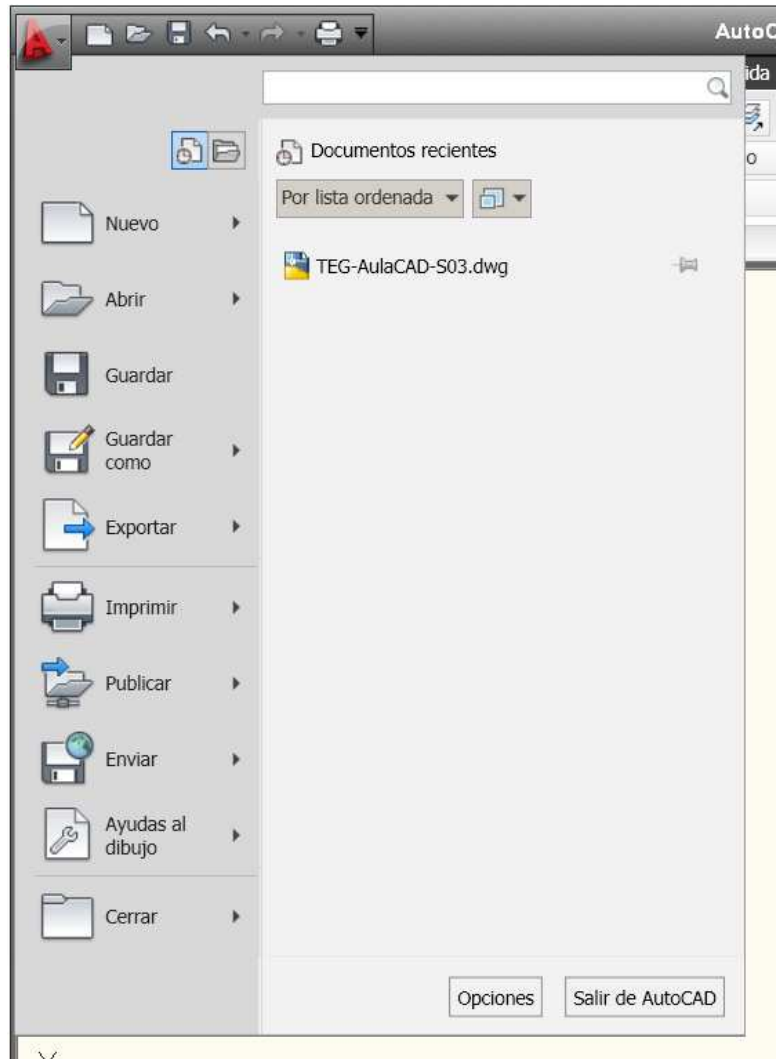 AutoC
ida
o
Documentos recientes
Por lista ordenada
TEG-AulaCAD-S03.dwg
Nuevo
Abrir
Guardar
Guardar
como
Exportar
Imprimir
Publicar
Enviar
Ayudas al
dibujo
Cerrar
Opciones
Salir de AutoCAD
Y